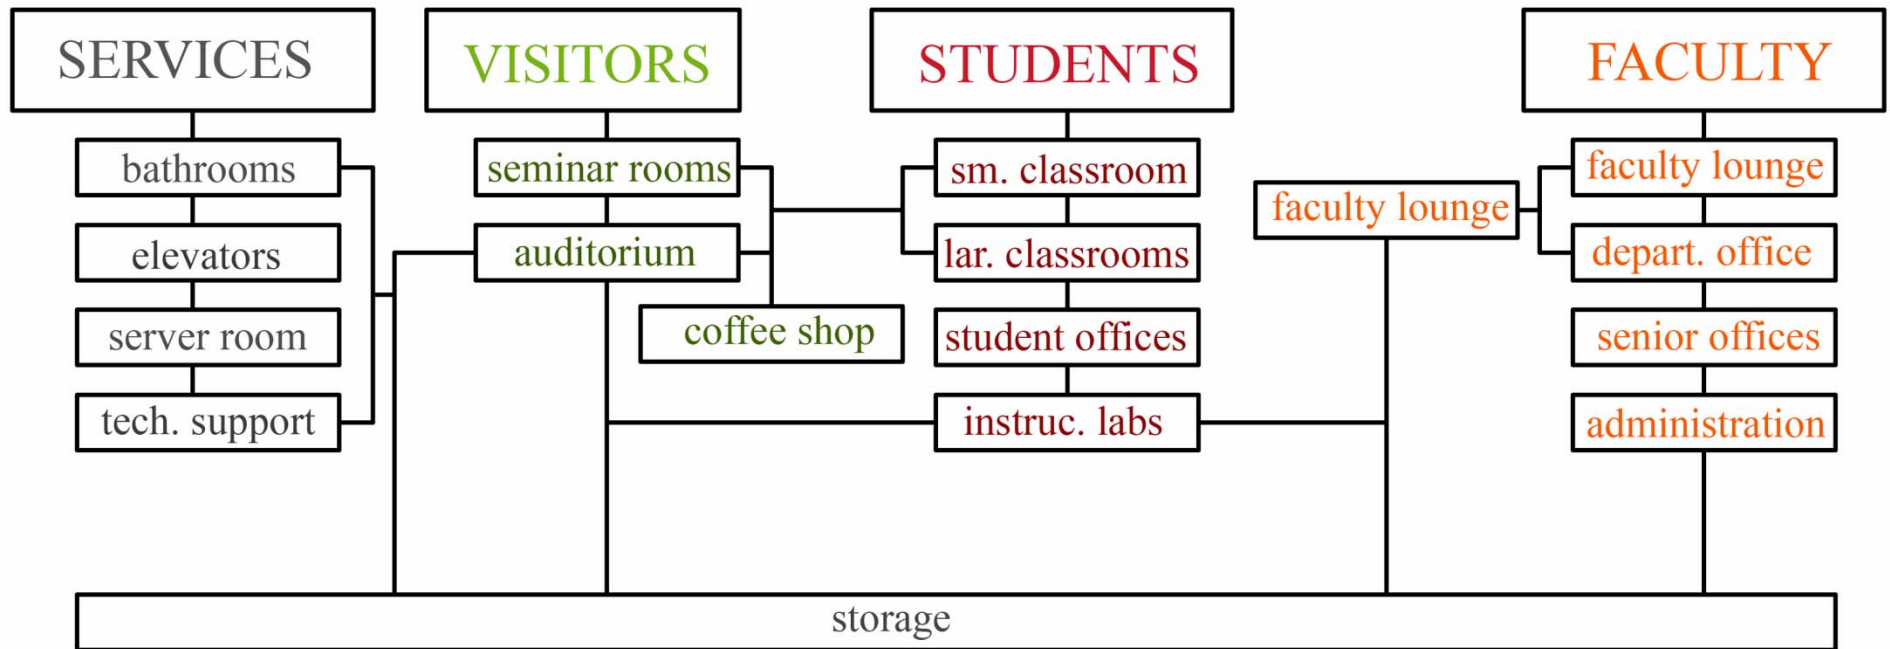 SERVICES
VISITORS
STUDENTS
FACULTY
bathrooms
elevators
server room
tech. support
seminar rooms
auditorium
coffee shop
sm. classroom
lar. classrooms
student offices
instruc. labs
faculty lounge
faculty lounge
depart. office
senior offices
administration
storage